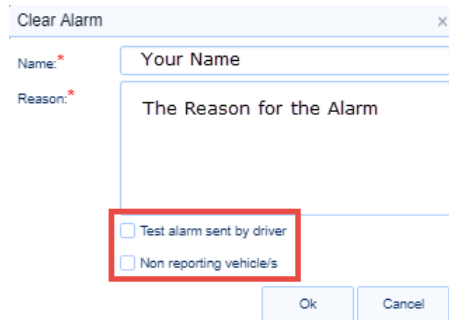 Clear Alarm ×
Name:* Your Name
Reason:* The Reason for the Alarm
Test alarm sent by driver
Non reporting vehicle/s
Ok Cancel